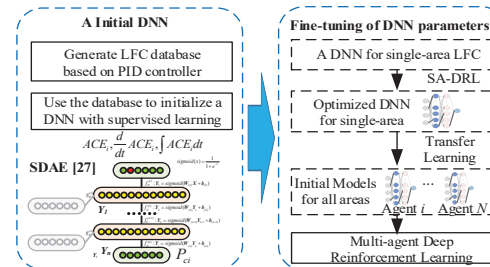 A Initial DNN
Generate LFC database
based on PID controller
Use the database to initialize a
DNN with supervised learning
ACE_i, d/dt ACE_i, ∫ ACE_i dt
SDAE [27]
Y_1
Y_n
P_ci
Fine-tuning of DNN parameters
A DNN for single-area LFC
SA-DRL
Optimized DNN
for single-area
Transfer
Learning
Initial Models
for all areas
Agent i
...
Agent N
Multi-agent Deep
Reinforcement Learning